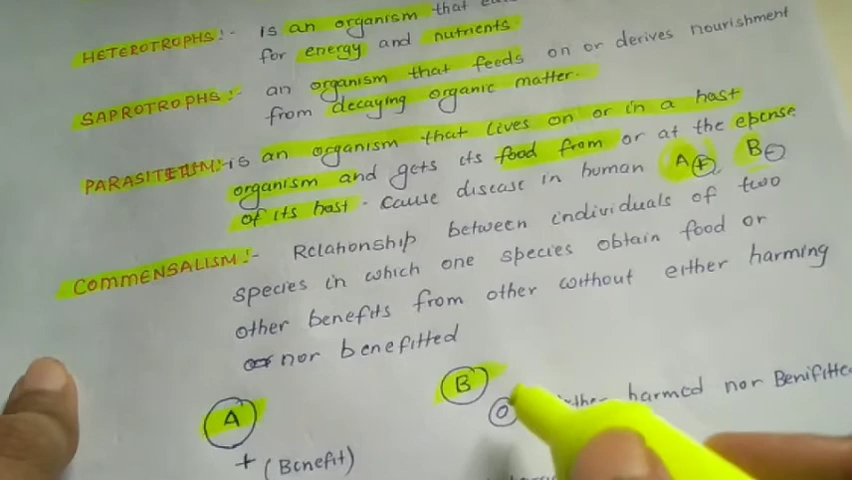 HETEROTROPHS:- is an organism that
for energy and nutrients
SAPROTROPHS:- an organism that feeds on or derives nourishment
from decaying organic matter.
PARASITISM:- is an organism that lives on or in a host
organism and gets its food from or at the epense
of its host. cause disease in human A + B -
COMMENSALISM:- Relationship between individuals of two
species in which one species obtain food or
other benefits from other without either harming
nor benefitted
A B
O harmed nor Benifitte
+ (Benefit)